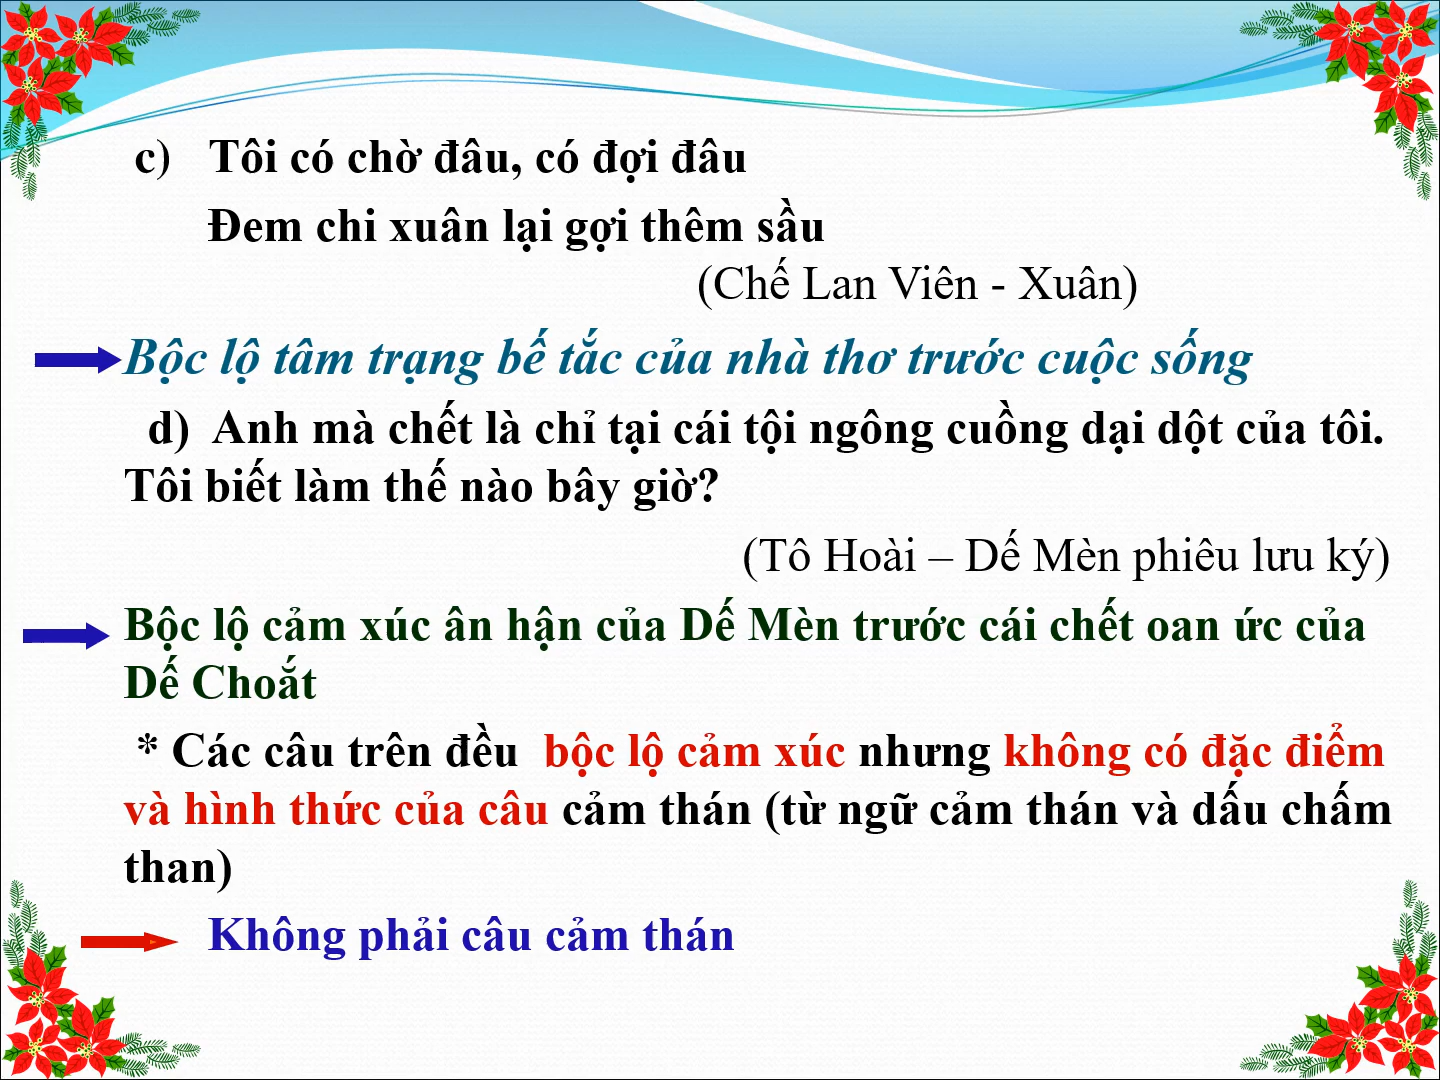 c) Tôi có chờ đâu, có đợi đâu
Đem chi xuân lại gợi thêm sầu
(Chế Lan Viên - Xuân)
Bộc lộ tâm trạng bế tắc của nhà thơ trước cuộc sống
d) Anh mà chết là chỉ tại cái tội ngông cuồng dại dột của tôi.
Tôi biết làm thế nào bây giờ?
(Tô Hoài – Dế Mèn phiêu lưu ký)
Bộc lộ cảm xúc ân hận của Dế Mèn trước cái chết oan ức của
Dế Choắt
* Các câu trên đều bộc lộ cảm xúc nhưng không có đặc điểm
và hình thức của câu cảm thán (từ ngữ cảm thán và dấu chấm
than)
Không phải câu cảm thán